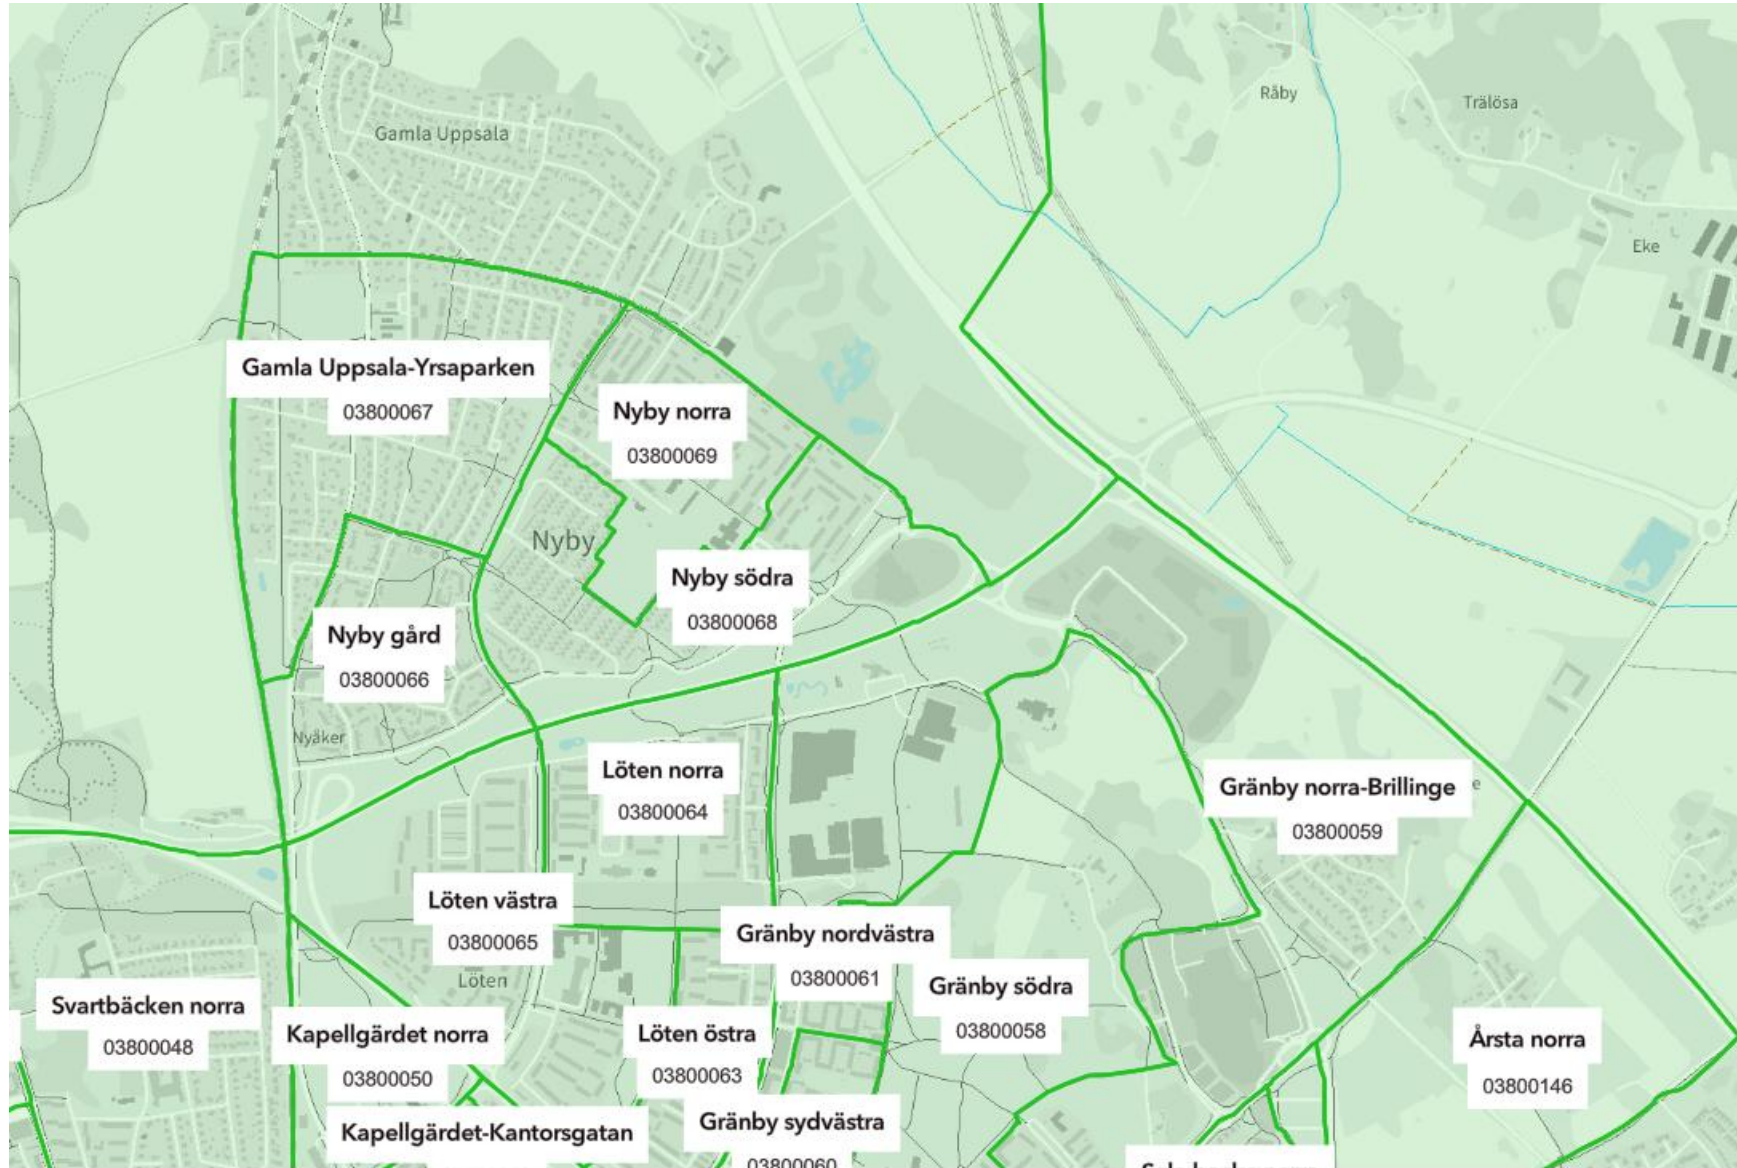 Råby
Trälösa
Gamla Uppsala
Eke
Gamla Uppsala-Yrsaparken
03800067
Nyby norra
03800069
Nyby
Nyby södra
03800068
Nyby gård
03800066
Nyåker
Löten norra
03800064
Gränby norra-Brillinge
03800059
Löten västra
03800065
Gränby nordvästra
03800061
Löten
Gränby södra
03800058
Svartbäcken norra
03800048
Kapellgärdet norra
03800050
Löten östra
03800063
Årsta norra
03800146
Gränby sydvästra
03800060
Kapellgärdet-Kantorsgatan